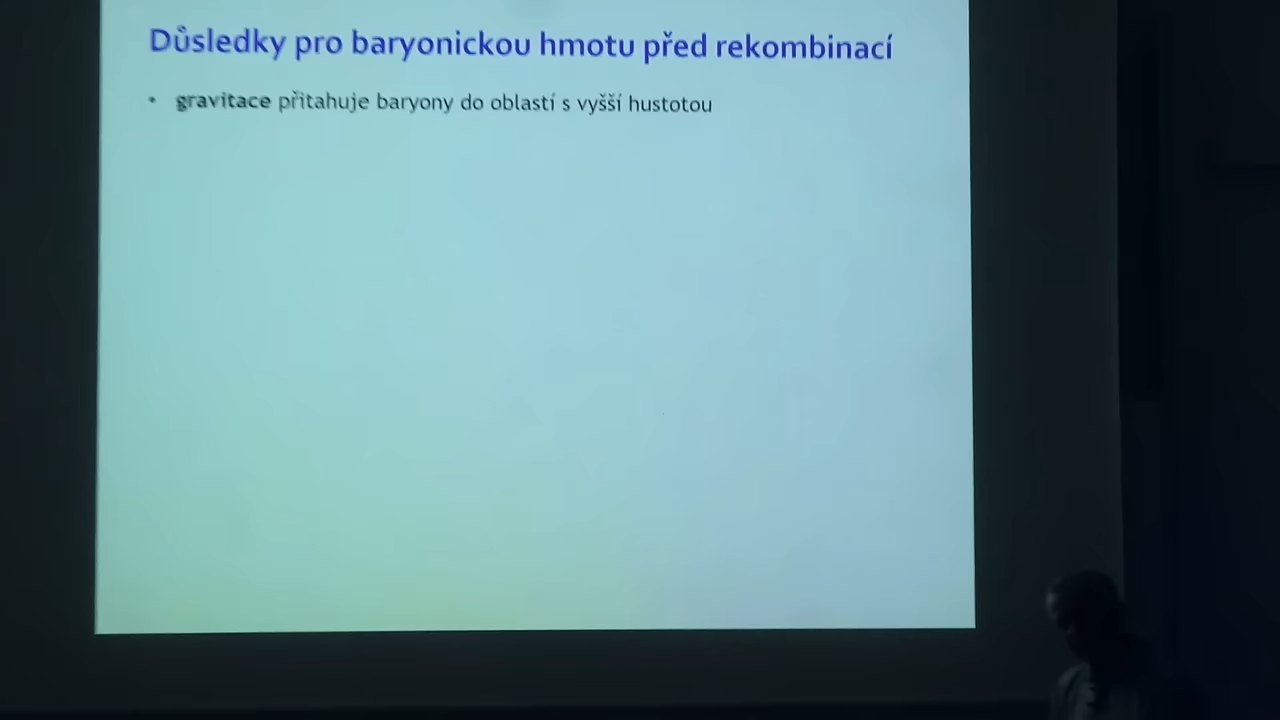 Důsledky pro baryonickou hmotu před rekombinací
• gravitace přitahuje baryony do oblastí s vyšší hustotou